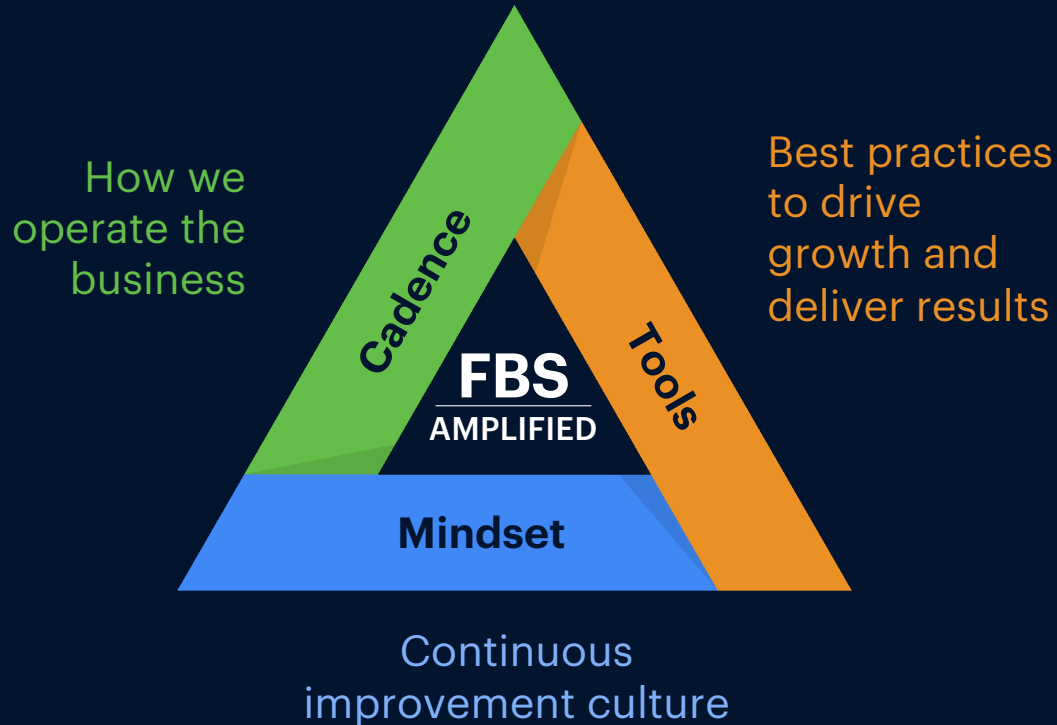 How we
operate the
business
Cadence
Best practices
to drive
growth and
deliver results
Tools
FBS
AMPLIFIED
Mindset
Continuous
improvement culture